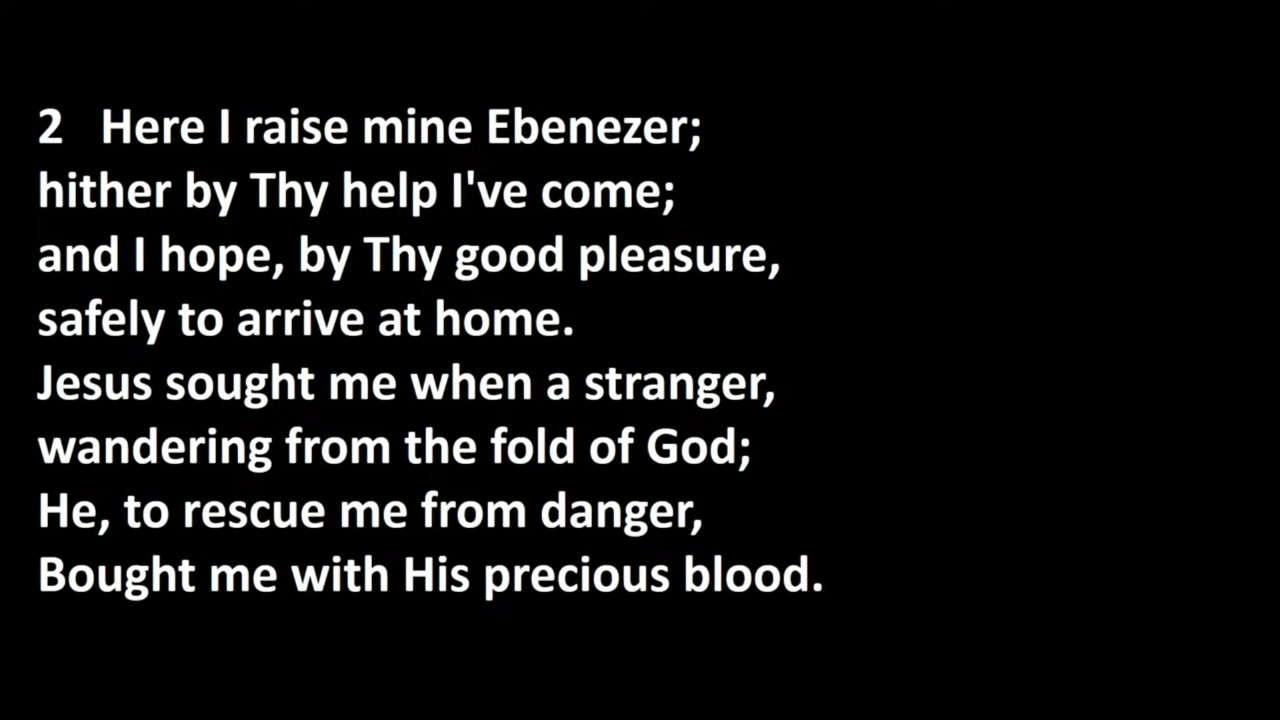 2 Here I raise mine Ebenezer;
hither by Thy help I've come;
and I hope, by Thy good pleasure,
safely to arrive at home.
Jesus sought me when a stranger,
wandering from the fold of God;
He, to rescue me from danger,
Bought me with His precious blood.